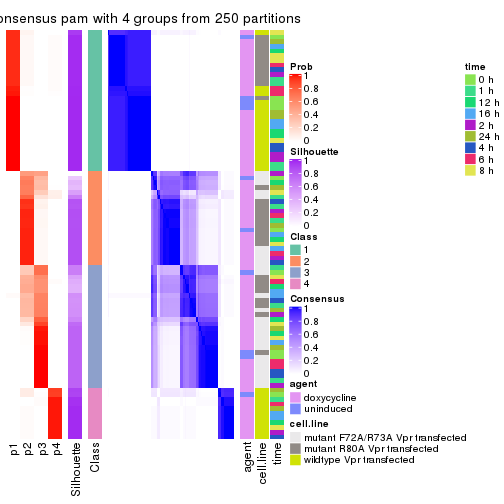 onsensus pam with 4 groups from 250 partitions
Prob
1
0.8
0.6
0.4
0.2
0
Silhouette
1
0.8
0.6
0.4
0.2
0
Class
1
2
3
4
Consensus
1
0.8
0.6
0.4
0.2
0
agent
doxycycline
uninduced
cell.line
mutant F72A/R73A Vpr transfected
mutant R80A Vpr transfected
wildtype Vpr transfected
time
0 h
1 h
12 h
16 h
2 h
24 h
4 h
6 h
8 h
p1
p2
p3
p4
Silhouette
Class
agent
cell.line
time